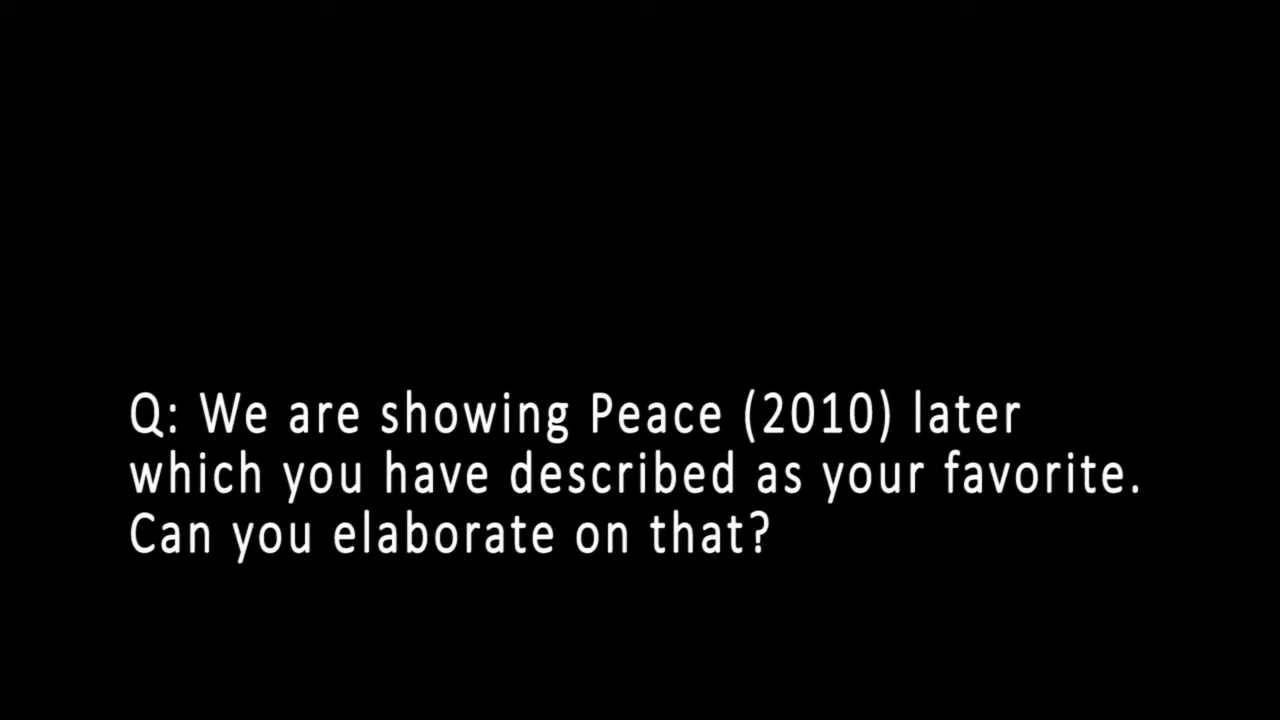 Q: We are showing Peace (2010) later
which you have described as your favorite.
Can you elaborate on that?